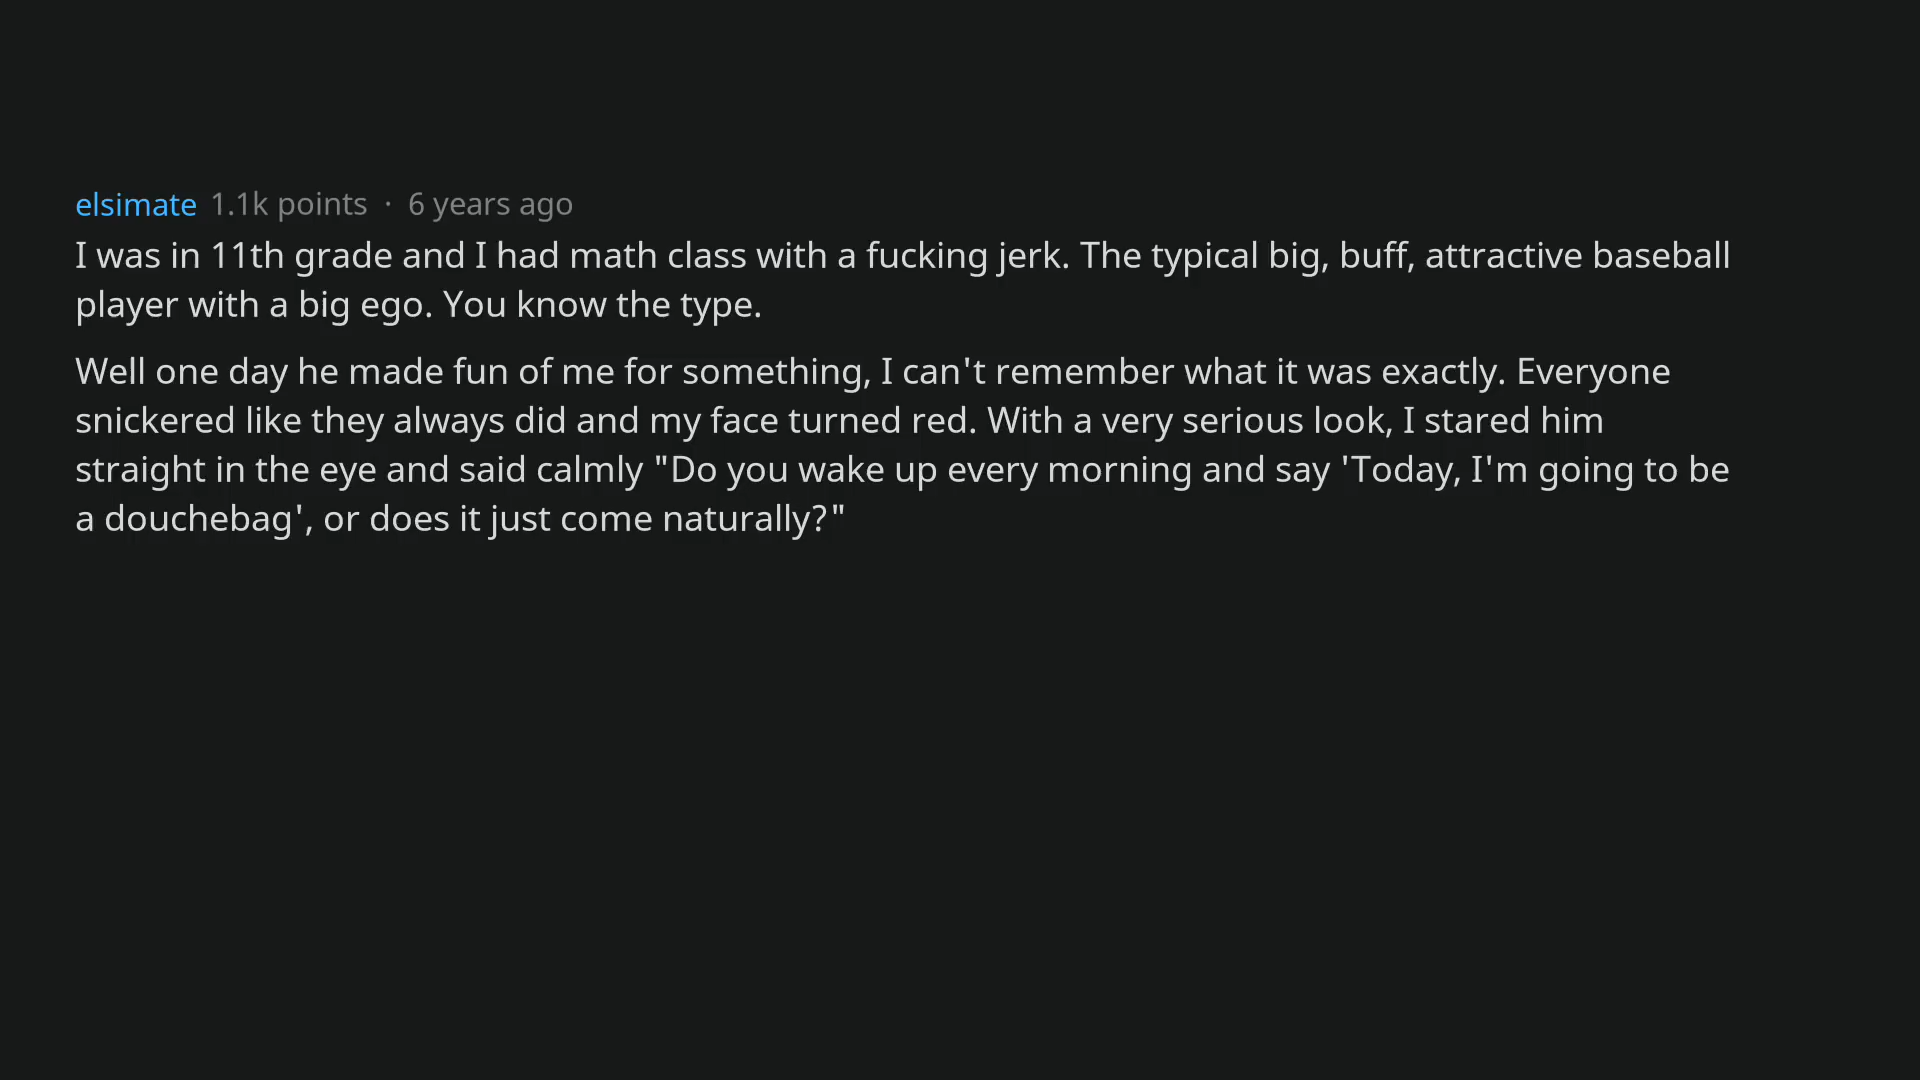 elsimate 1.1k points · 6 years ago
I was in 11th grade and I had math class with a fucking jerk. The typical big, buff, attractive baseball
player with a big ego. You know the type.
Well one day he made fun of me for something, I can't remember what it was exactly. Everyone
snickered like they always did and my face turned red. With a very serious look, I stared him
straight in the eye and said calmly "Do you wake up every morning and say 'Today, I'm going to be
a douchebag', or does it just come naturally?"